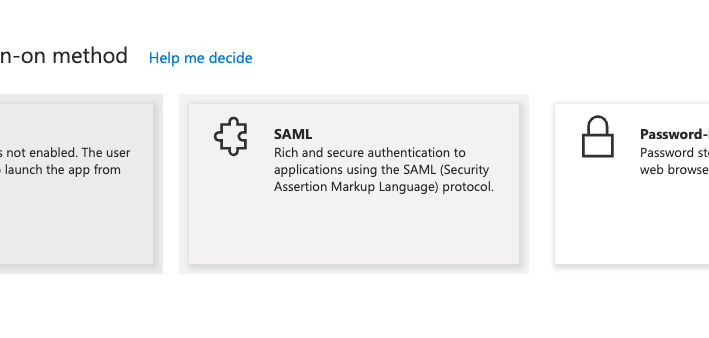 n-on method Help me decide
s not enabled. The user
launch the app from
SAML
Rich and secure authentication to
applications using the SAML (Security
Assertion Markup Language) protocol.
Password-
Password st
web browse